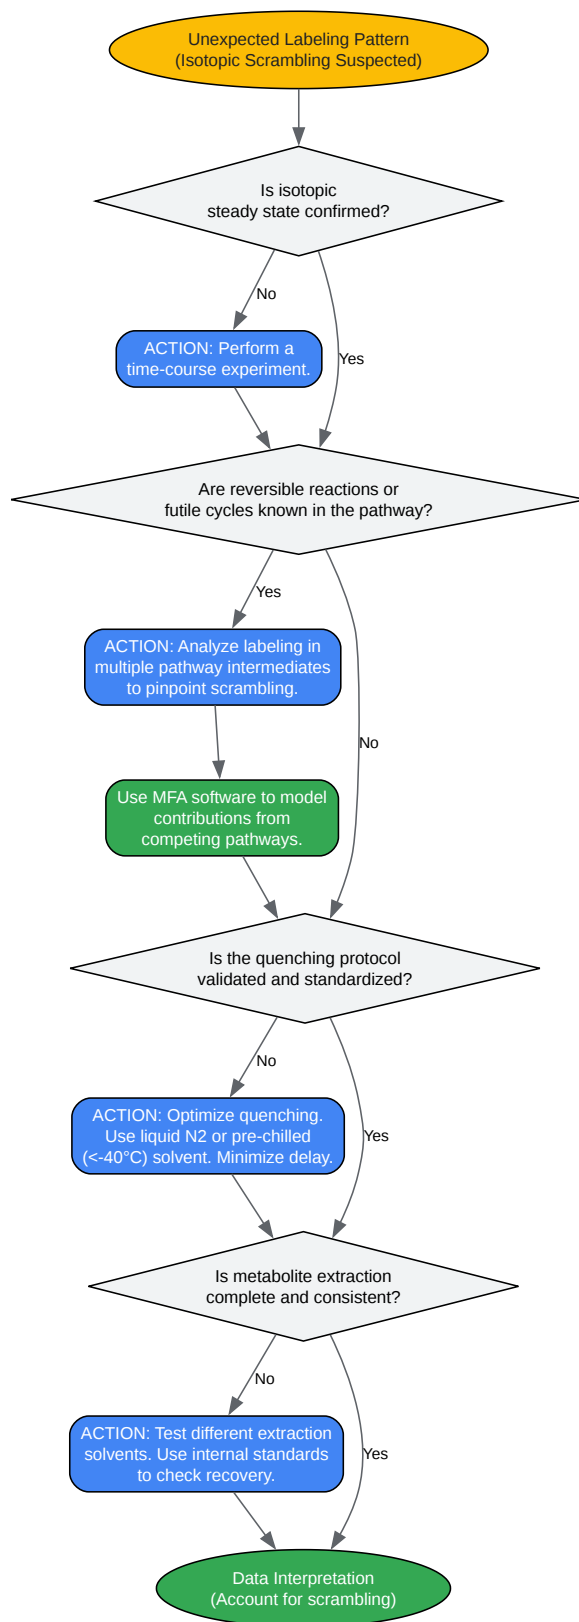 Unexpected Labeling Pattern
(Isotopic Scrambling Suspected)
Is isotopic
steady state confirmed?
No
Yes
ACTION: Perform a
time-course experiment.
Are reversible reactions or
futile cycles known in the pathway?
Yes
ACTION: Analyze labeling in
multiple pathway intermediates
to pinpoint scrambling.
No
Use MFA software to model
contributions from
competing pathways.
Is the quenching protocol
validated and standardized?
No
ACTION: Optimize quenching.
Use liquid N2 or pre-chilled
(<-40°C) solvent. Minimize delay.
Yes
Is metabolite extraction
complete and consistent?
No
ACTION: Test different extraction
solvents. Use internal standards
to check recovery.
Yes
Data Interpretation
(Account for scrambling)